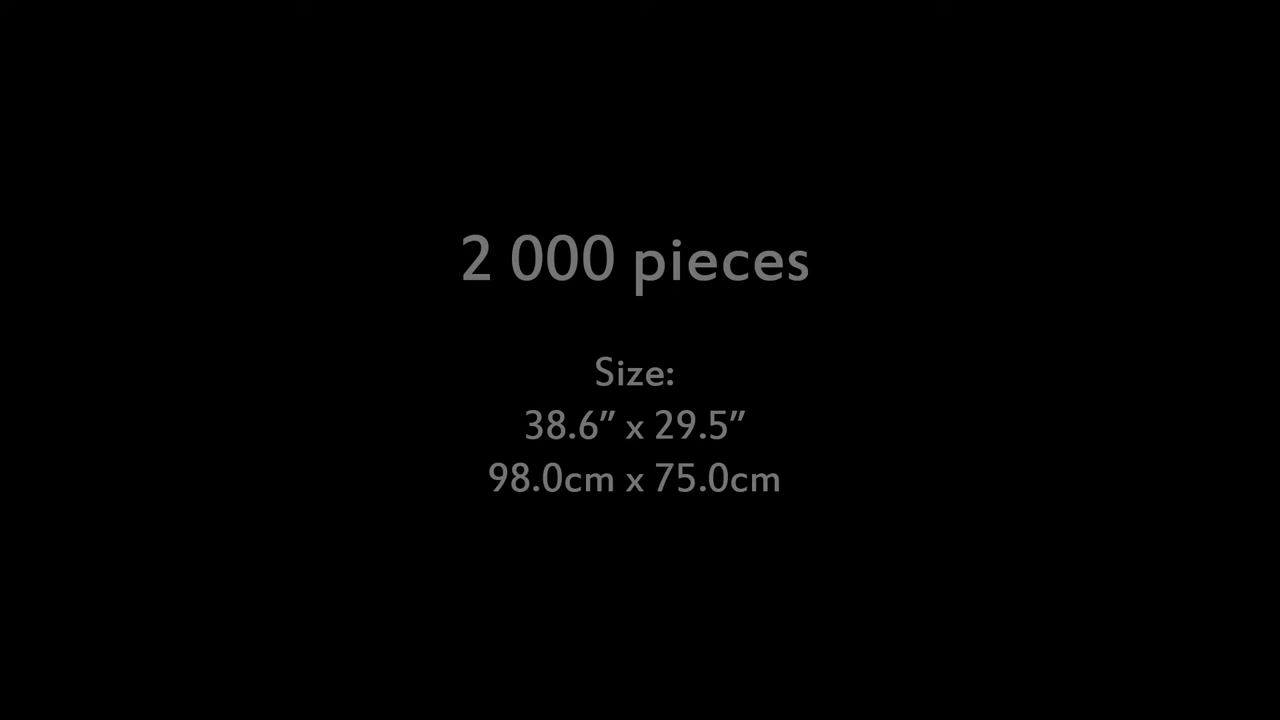 2 000 pieces
Size:
38.6” x 29.5”
98.0cm x 75.0cm